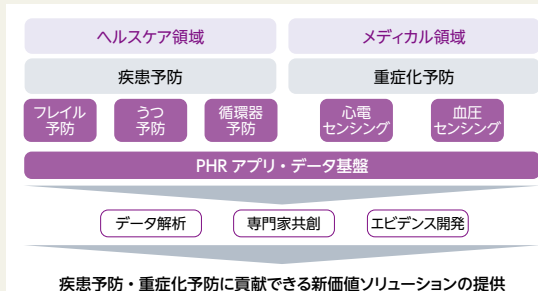 ヘルスケア領域
メディカル領域
疾患予防
重症化予防
フレイル
予防
うつ
予防
循環器
予防
心電
センシング
血圧
センシング
PHR アプリ・データ基盤
データ解析
専門家共創
エビデンス開発
疾患予防・重症化予防に貢献できる新価値ソリューションの提供